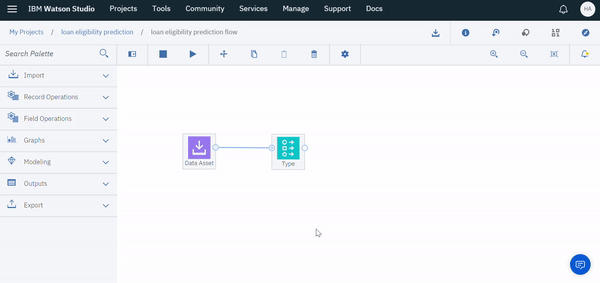 IBM Watson Studio Projects Tools Community Services Manage Support Docs HA
My Projects / loan eligibility prediction / loan eligibility prediction flow
Search Palette
Import
Record Operations
Field Operations
Graphs
Modeling
Outputs
Export
Data Asset
Type